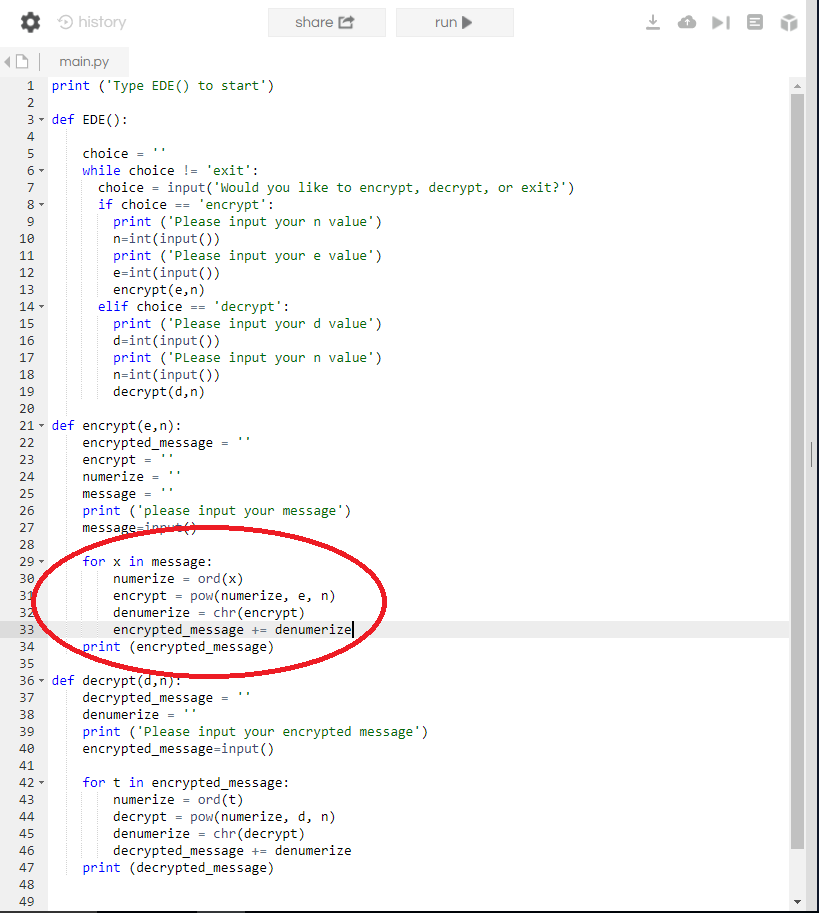 history
share
run
main.py
1 print ('Type EDE() to start')
2
3 def EDE():
4
5     choice = ''
6     while choice != 'exit':
7       choice = input('Would you like to encrypt, decrypt, or exit?')
8       if choice == 'encrypt':
9         print ('Please input your n value')
10         n=int(input())
11         print ('Please input your e value')
12         e=int(input())
13         encrypt(e,n)
14       elif choice == 'decrypt':
15         print ('Please input your d value')
16         d=int(input())
17         print ('PLease input your n value')
18         n=int(input())
19         decrypt(d,n)
20
21 def encrypt(e,n):
22     encrypted_message = ''
23     encrypt = ''
24     numerize = ''
25     message = ''
26     print ('please input your message')
27     message=input()
28
29     for x in message:
30         numerize = ord(x)
31         encrypt = pow(numerize, e, n)
32         denumerize = chr(encrypt)
33         encrypted_message += denumerize
34     print (encrypted_message)
35
36 def decrypt(d,n):
37     decrypted_message = ''
38     denumerize = ''
39     print ('Please input your encrypted message')
40     encrypted_message=input()
41
42     for t in encrypted_message:
43         numerize = ord(t)
44         decrypt = pow(numerize, d, n)
45         denumerize = chr(decrypt)
46         decrypted_message += denumerize
47     print (decrypted_message)
48
49